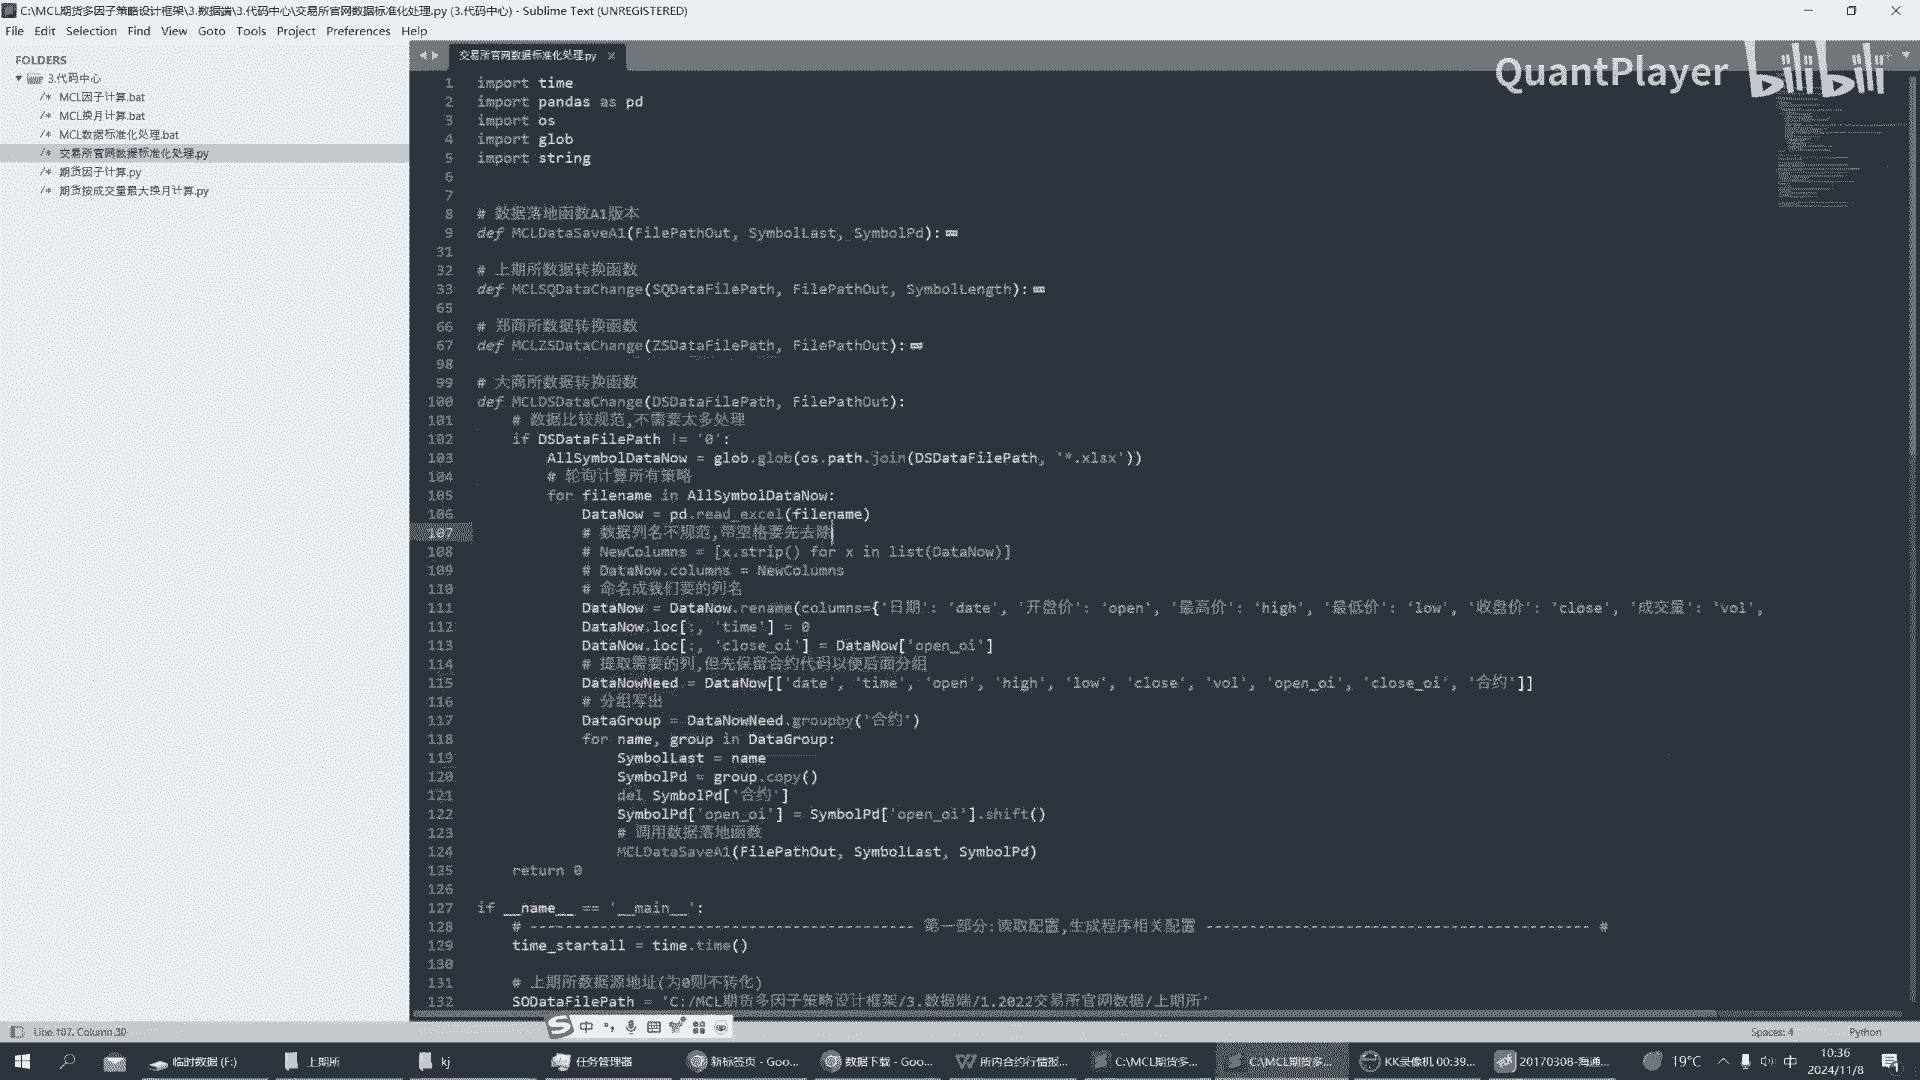 C:\MCL期货多因子策略设计框架\3.数据端\3.代码中心\交易所官网数据标准化处理.py (3.代码中心) - Sublime Text (UNREGISTERED)
File Edit Selection Find View Goto Tools Project Preferences Help
FOLDERS
3.代码中心
/* MCL因子计算.bat
/* MCL换月计算.bat
/* MCL数据标准化处理.bat
/* 交易所官网数据标准化处理.py
/* 期货因子计算.py
/* 期货按成交量最大换月计算.py
交易所官网数据标准化处理.py ×
QuantPlayer bilibili
1 import time
2 import pandas as pd
3 import os
4 import glob
5 import string
6
7
8 # 数据落地函数A1版本
9 def MCLDataSaveA1(FilePathOut, SymbolLast, SymbolPd):
31
32 # 上期所数据转换函数
33 def MCLSQDataChange(SQDataFilePath, FilePathOut, SymbolLength):
65
66 # 郑商所数据转换函数
67 def MCLZSDataChange(ZSDataFilePath, FilePathOut):
98
99 # 大商所数据转换函数
100 def MCLDSDataChange(DSDataFilePath, FilePathOut):
101 # 数据比较规范,不需要太多处理
102 if DSDataFilePath != '0':
103 AllSymbolDataNow = glob.glob(os.path.join(DSDataFilePath, '*.xlsx'))
104 # 轮询计算所有策略
105 for filename in AllSymbolDataNow:
106 DataNow = pd.read_excel(filename)
107 # 数据列名不规范,带空格要先去除
108 # NewColumns = [x.strip() for x in list(DataNow)]
109 # DataNow.columns = NewColumns
110 # 命名成我们要的列名
111 DataNow = DataNow.rename(columns={'日期': 'date', '开盘价': 'open', '最高价': 'high', '最低价': 'low', '收盘价': 'close', '成交量': 'vol',
112 DataNow.loc[:, 'time'] = 0
113 DataNow.loc[:, 'close_oi'] = DataNow['open_oi']
114 # 提取需要的列,但先保留合约代码以便后面分组
115 DataNowNeed = DataNow[['date', 'time', 'open', 'high', 'low', 'close', 'vol', 'open_oi', 'close_oi', '合约']]
116 # 分组写出
117 DataGroup = DataNowNeed.groupby('合约')
118 for name, group in DataGroup:
119 SymbolLast = name
120 SymbolPd = group.copy()
121 del SymbolPd['合约']
122 SymbolPd['open_oi'] = SymbolPd['open_oi'].shift()
123 # 调用数据落地函数
124 MCLDataSaveA1(FilePathOut, SymbolLast, SymbolPd)
125 return 0
126
127 if __name__ == '__main__':
128 # ---------------------------------------- 第一部分:读取配置,生成程序相关配置 ---------------------------------------- #
129 time_startall = time.time()
130
131 # 上期所数据源地址(为0则不转化)
132 SQDataFilePath = 'C:/MCL期货多因子策略设计框架/3.数据端/1.2022交易所官网数据/上期所'
Line 107, Column 30 Spaces: 4 Python
中
临时数据 (F:) 上期所 kj 任务管理器 新标签页 - Goo... 数据下载 - Goo... 所内合约行情报... C:\MCL期货多... C:\MCL期货多... KK录像机 00:39... 20170308-海通... 19°C 中 10:36
2024/11/8